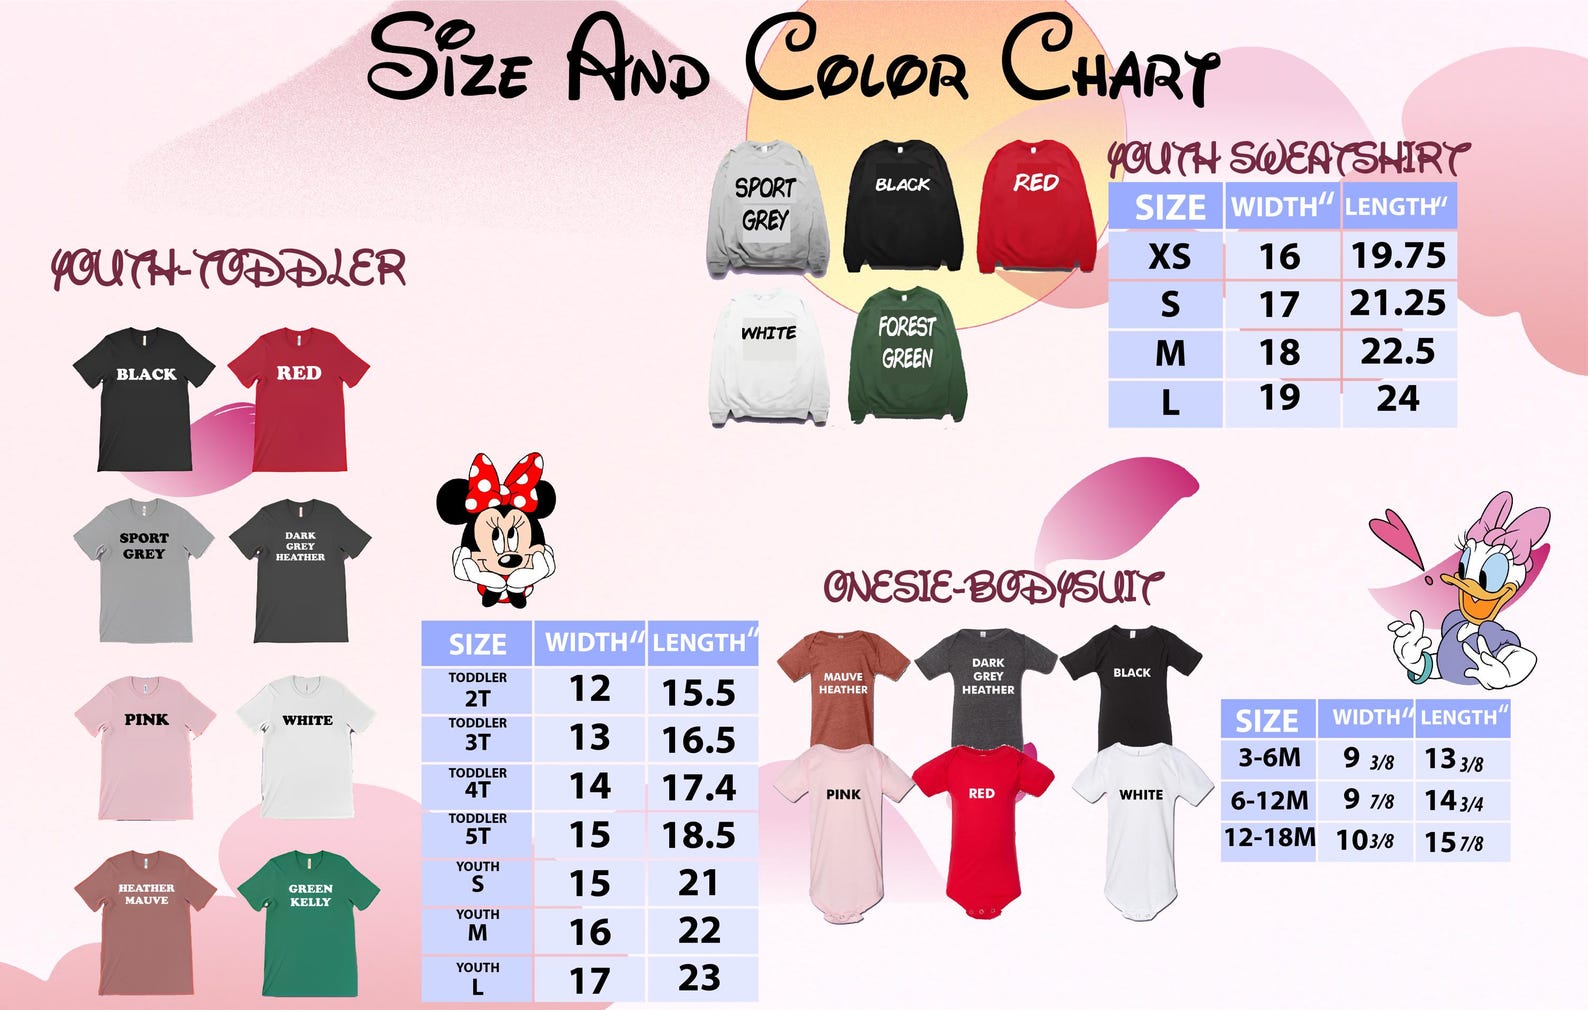 Size And Color Chart
YOUTH SWEATSHIRT
SPORT
GREY
BLACK
RED
WHITE
FOREST
GREEN
SIZE WIDTH“ LENGTH“
XS 16 19.75
S 17 21.25
M 18 22.5
L 19 24
YOUTH-TODDLER
BLACK
RED
SPORT
GREY
DARK
GREY
HEATHER
PINK
WHITE
HEATHER
MAUVE
GREEN
KELLY
SIZE WIDTH“ LENGTH“
TODDLER
2T 12 15.5
TODDLER
3T 13 16.5
TODDLER
4T 14 17.4
TODDLER
5T 15 18.5
YOUTH
S 15 21
YOUTH
M 16 22
YOUTH
L 17 23
ONESIE-BODYSUIT
MAUVE
HEATHER
DARK
GREY
HEATHER
BLACK
PINK
RED
WHITE
SIZE WIDTH“ LENGTH“
3-6M 9 3/8 13 3/8
6-12M 9 7/8 14 3/4
12-18M 10 3/8 15 7/8